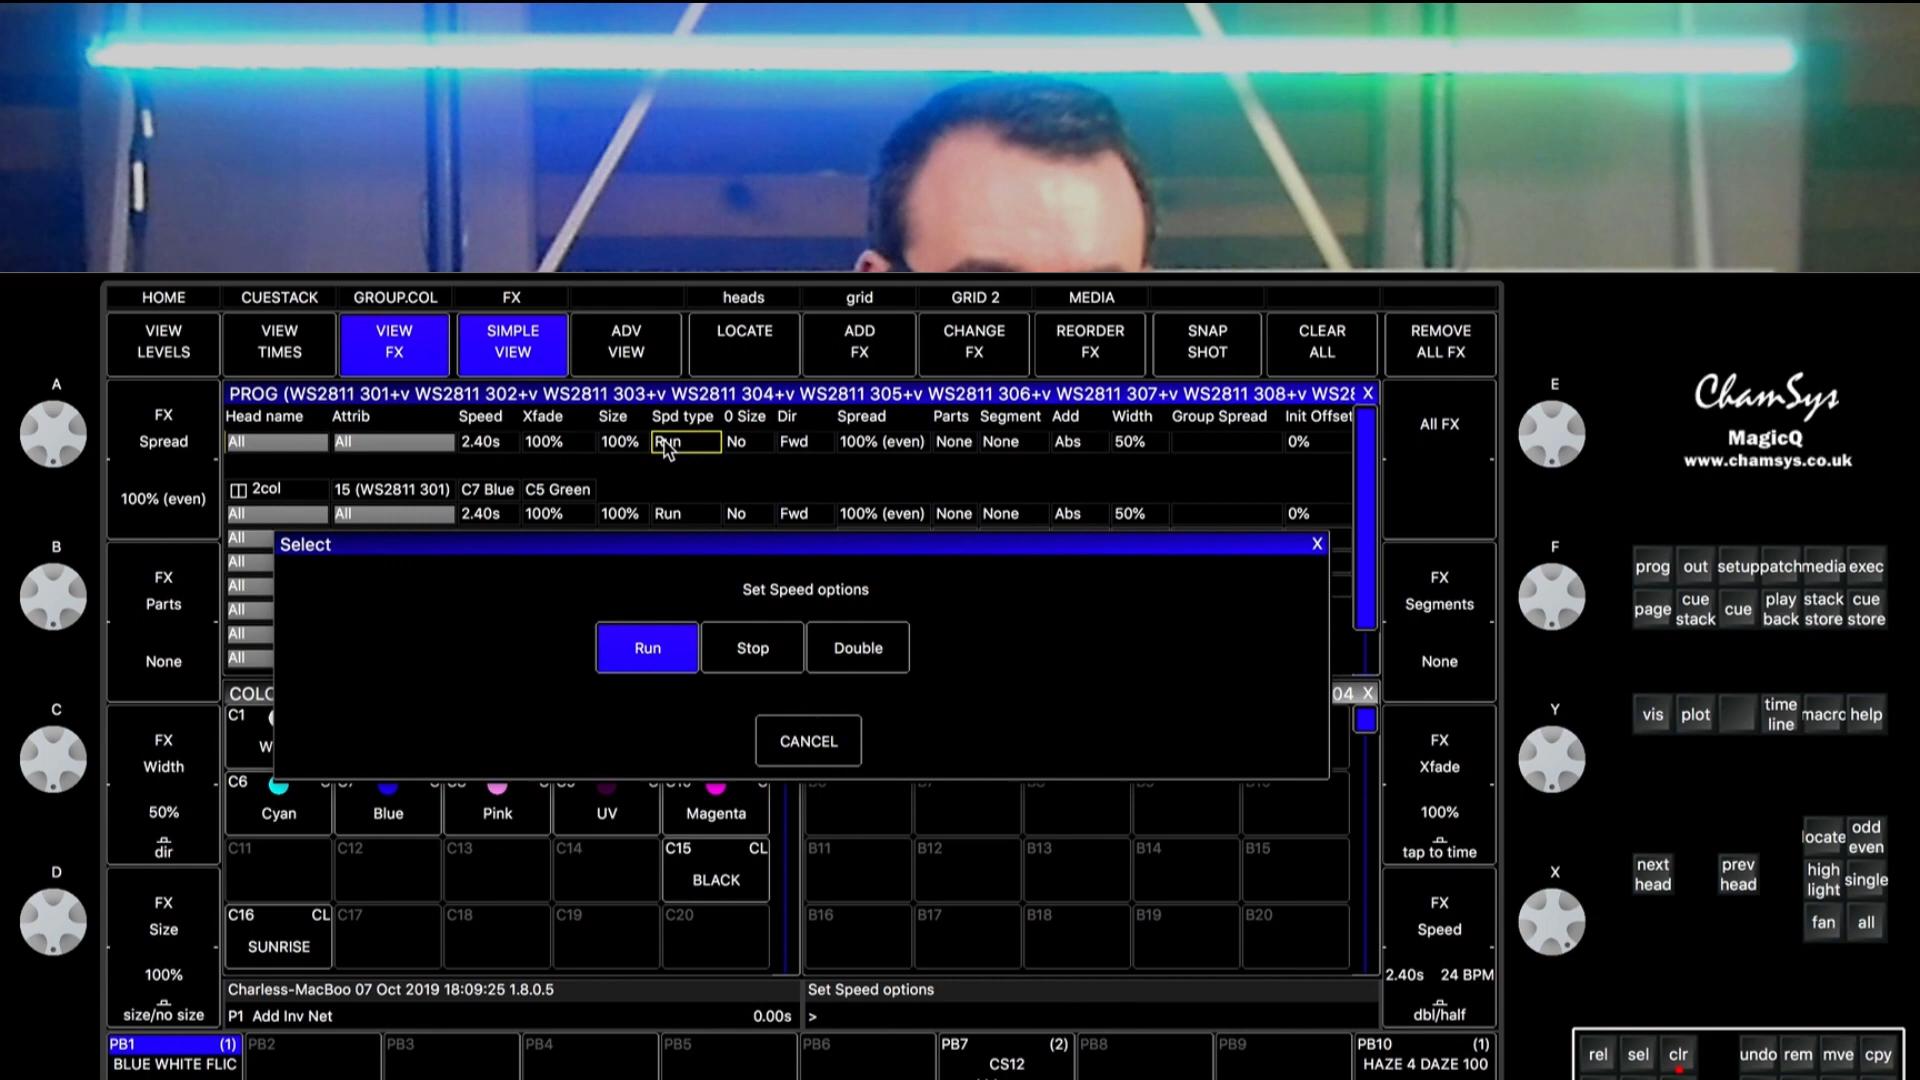 HOME CUESTACK GROUP.COL FX heads grid GRID 2 MEDIA
VIEW LEVELS VIEW TIMES VIEW FX SIMPLE VIEW ADV VIEW LOCATE ADD FX CHANGE FX REORDER FX SNAP SHOT CLEAR ALL REMOVE ALL FX
PROG (WS2811 301+v WS2811 302+v WS2811 303+v WS2811 304+v WS2811 305+v WS2811 306+v WS2811 307+v WS2811 308+v WS28 X
Head name Attrib Speed Xfade Size Spd type 0 Size Dir Spread Parts Segment Add Width Group Spread Init Offset
All All 2.40s 100% 100% Run No Fwd 100% (even) None None Abs 50% 0%
2col 15 (WS2811 301) C7 Blue C5 Green
All All 2.40s 100% 100% Run No Fwd 100% (even) None None Abs 50% 0%
All
All
All
All
All
All
Select X
Set Speed options
Run Stop Double
CANCEL
A
FX
Spread
100% (even)
B
FX
Parts
None
C
FX
Width
50%
dir
D
FX
Size
100%
size/no size
E
All FX
F
FX
Segments
None
Y
FX
Xfade
100%
tap to time
X
FX
Speed
2.40s 24 BPM
dbl/half
COLO
04 X
C1
W
C6
Cyan Blue Pink UV Magenta
C11 C12 C13 C14 C15 CL
BLACK
C16 CL C17 C18 C19 C20
SUNRISE
B11 B12 B13 B14 B15
B16 B17 B18 B19 B20
Charless-MacBoo 07 Oct 2019 18:09:25 1.8.0.5
Set Speed options
P1 Add Inv Net 0.00s
>
PB1 (1) PB2 PB3 PB4 PB5 PB6 PB7 (2) PB8 PB9 PB10 (1)
BLUE WHITE FLIC CS12 HAZE 4 DAZE 100
ChamSys
MagicQ
www.chamsys.co.uk
prog out setup patch media exec
page cue stack cue play back stack store cue store
vis plot time line macro help
next head prev head
locate odd even
high light single
fan all
rel sel clr undo rem mve cpy